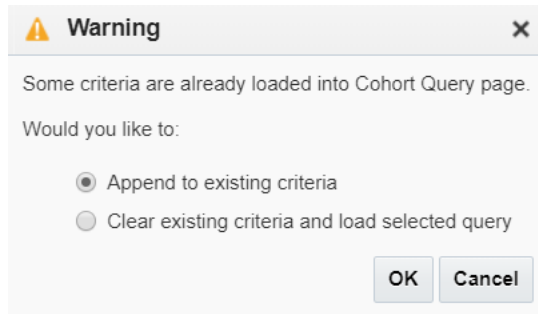 Warning
Some criteria are already loaded into Cohort Query page.
Would you like to:
Append to existing criteria
Clear existing criteria and load selected query
OK Cancel